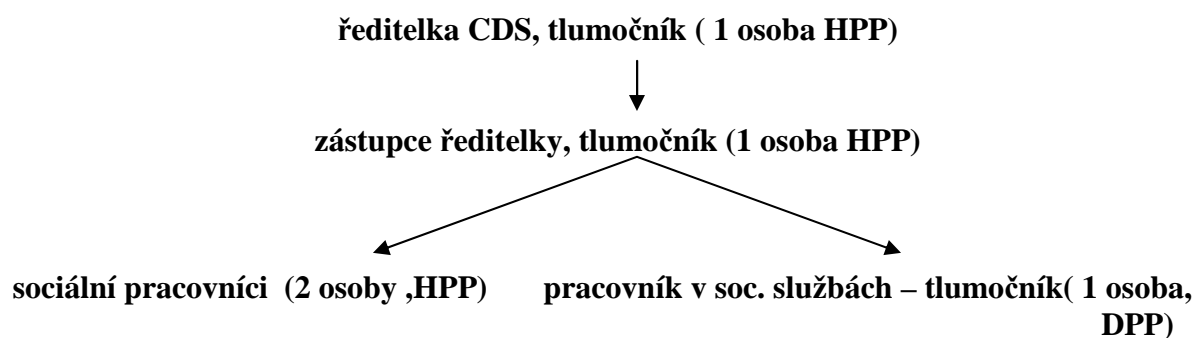 ředitelka CDS, tlumočník ( 1 osoba HPP)
zástupce ředitelky, tlumočník (1 osoba HPP)
sociální pracovníci (2 osoby ,HPP)
pracovník v soc. službách – tlumočník( 1 osoba,
DPP)